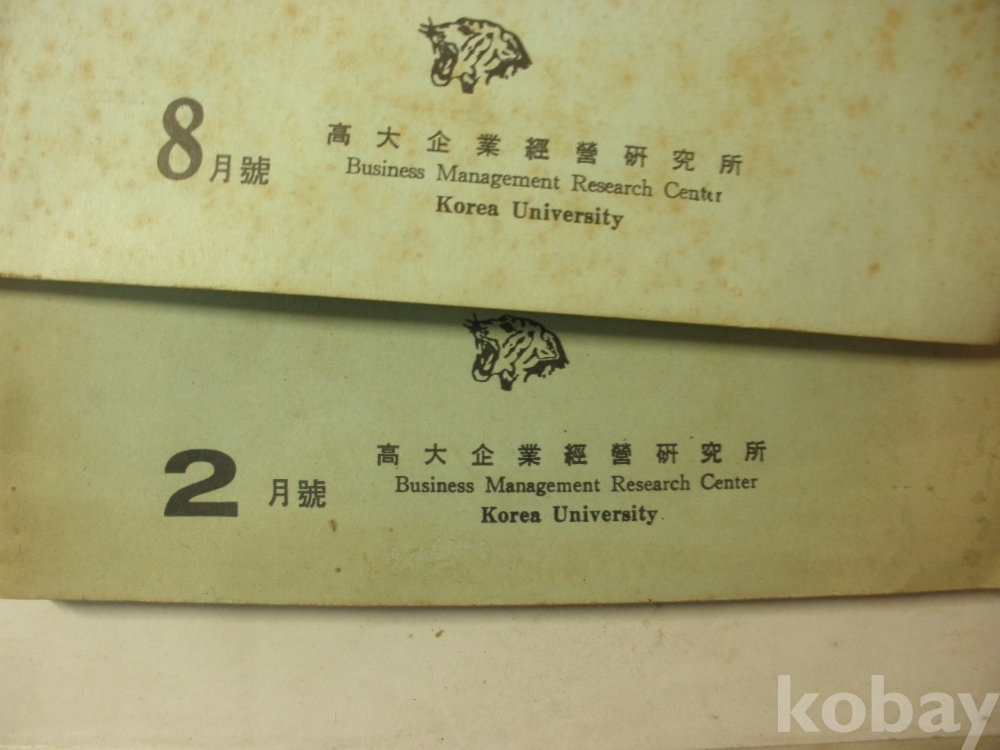 8月號
高大企業經營硏究所
Business Management Research Center
Korea University
2月號
高大企業經營硏究所
Business Management Research Center
Korea University
kobay